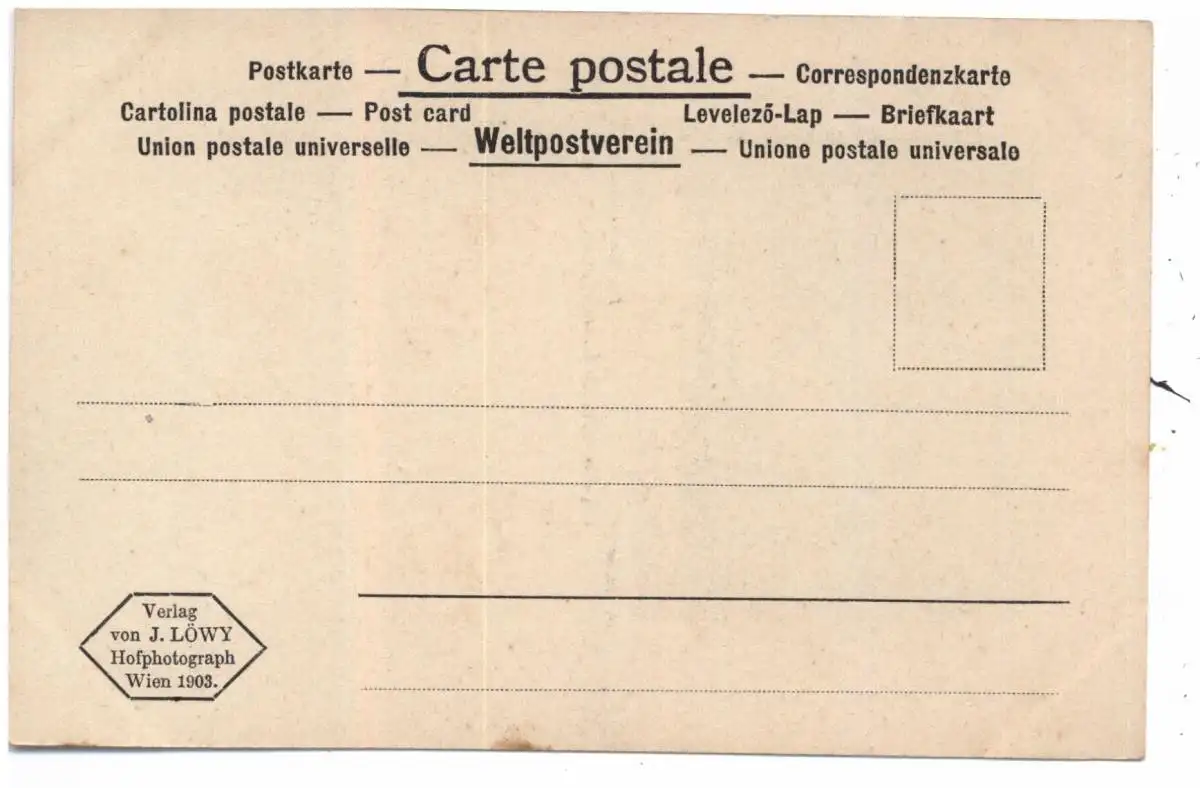 Postkarte — Carte postale — Correspondenzkarte
Cartolina postale — Post card Levelező-Lap — Briefkaart
Union postale universelle — Weltpostverein — Unione postale universale
Verlag
von J. LÖWY
Hofphotograph
Wien 1903.